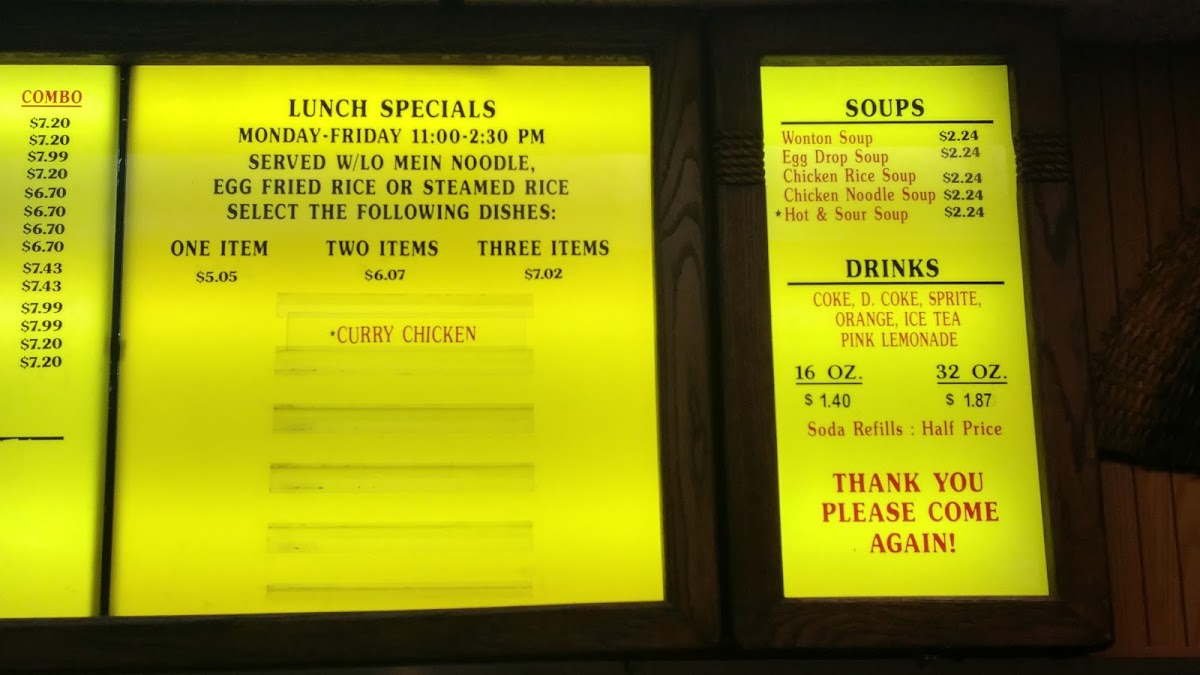 COMBO
$7.20
$7.20
$7.99
$7.20
$6.70
$6.70
$6.70
$6.70
$7.43
$7.43
$7.99
$7.99
$7.20
$7.20
LUNCH SPECIALS
MONDAY-FRIDAY 11:00-2:30 PM
SERVED W/LO MEIN NOODLE,
EGG FRIED RICE OR STEAMED RICE
SELECT THE FOLLOWING DISHES:
ONE ITEM TWO ITEMS THREE ITEMS
$5.05 $6.07 $7.02
*CURRY CHICKEN
SOUPS
Wonton Soup $2.24
Egg Drop Soup $2.24
Chicken Rice Soup $2.24
Chicken Noodle Soup $2.24
*Hot & Sour Soup $2.24
DRINKS
COKE, D. COKE, SPRITE,
ORANGE, ICE TEA
PINK LEMONADE
16 OZ. 32 OZ.
$ 1.40 $ 1.87
Soda Refills : Half Price
THANK YOU
PLEASE COME
AGAIN!